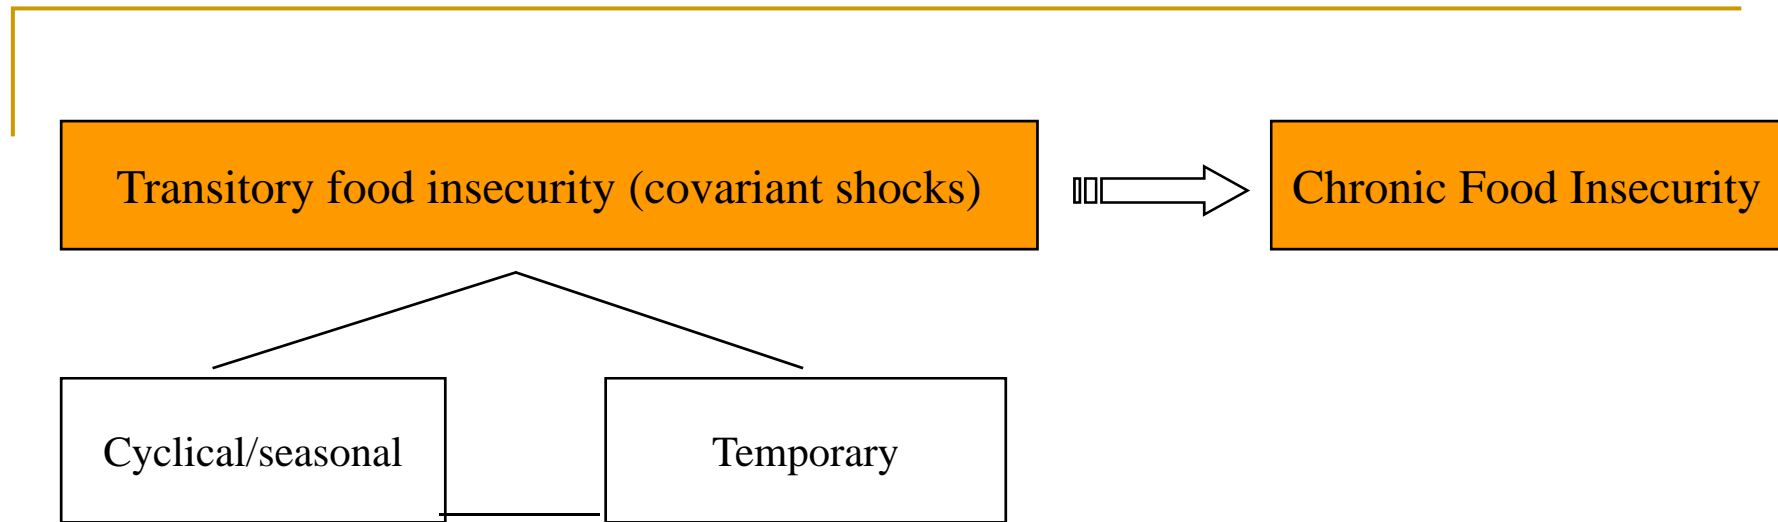 Transitory food insecurity (covariant shocks)
Chronic Food Insecurity
Cyclical/seasonal
Temporary